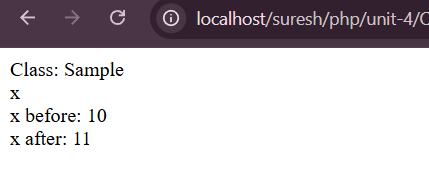 localhost/suresh/php/unit-4/
Class: Sample
x
x before: 10
x after: 11